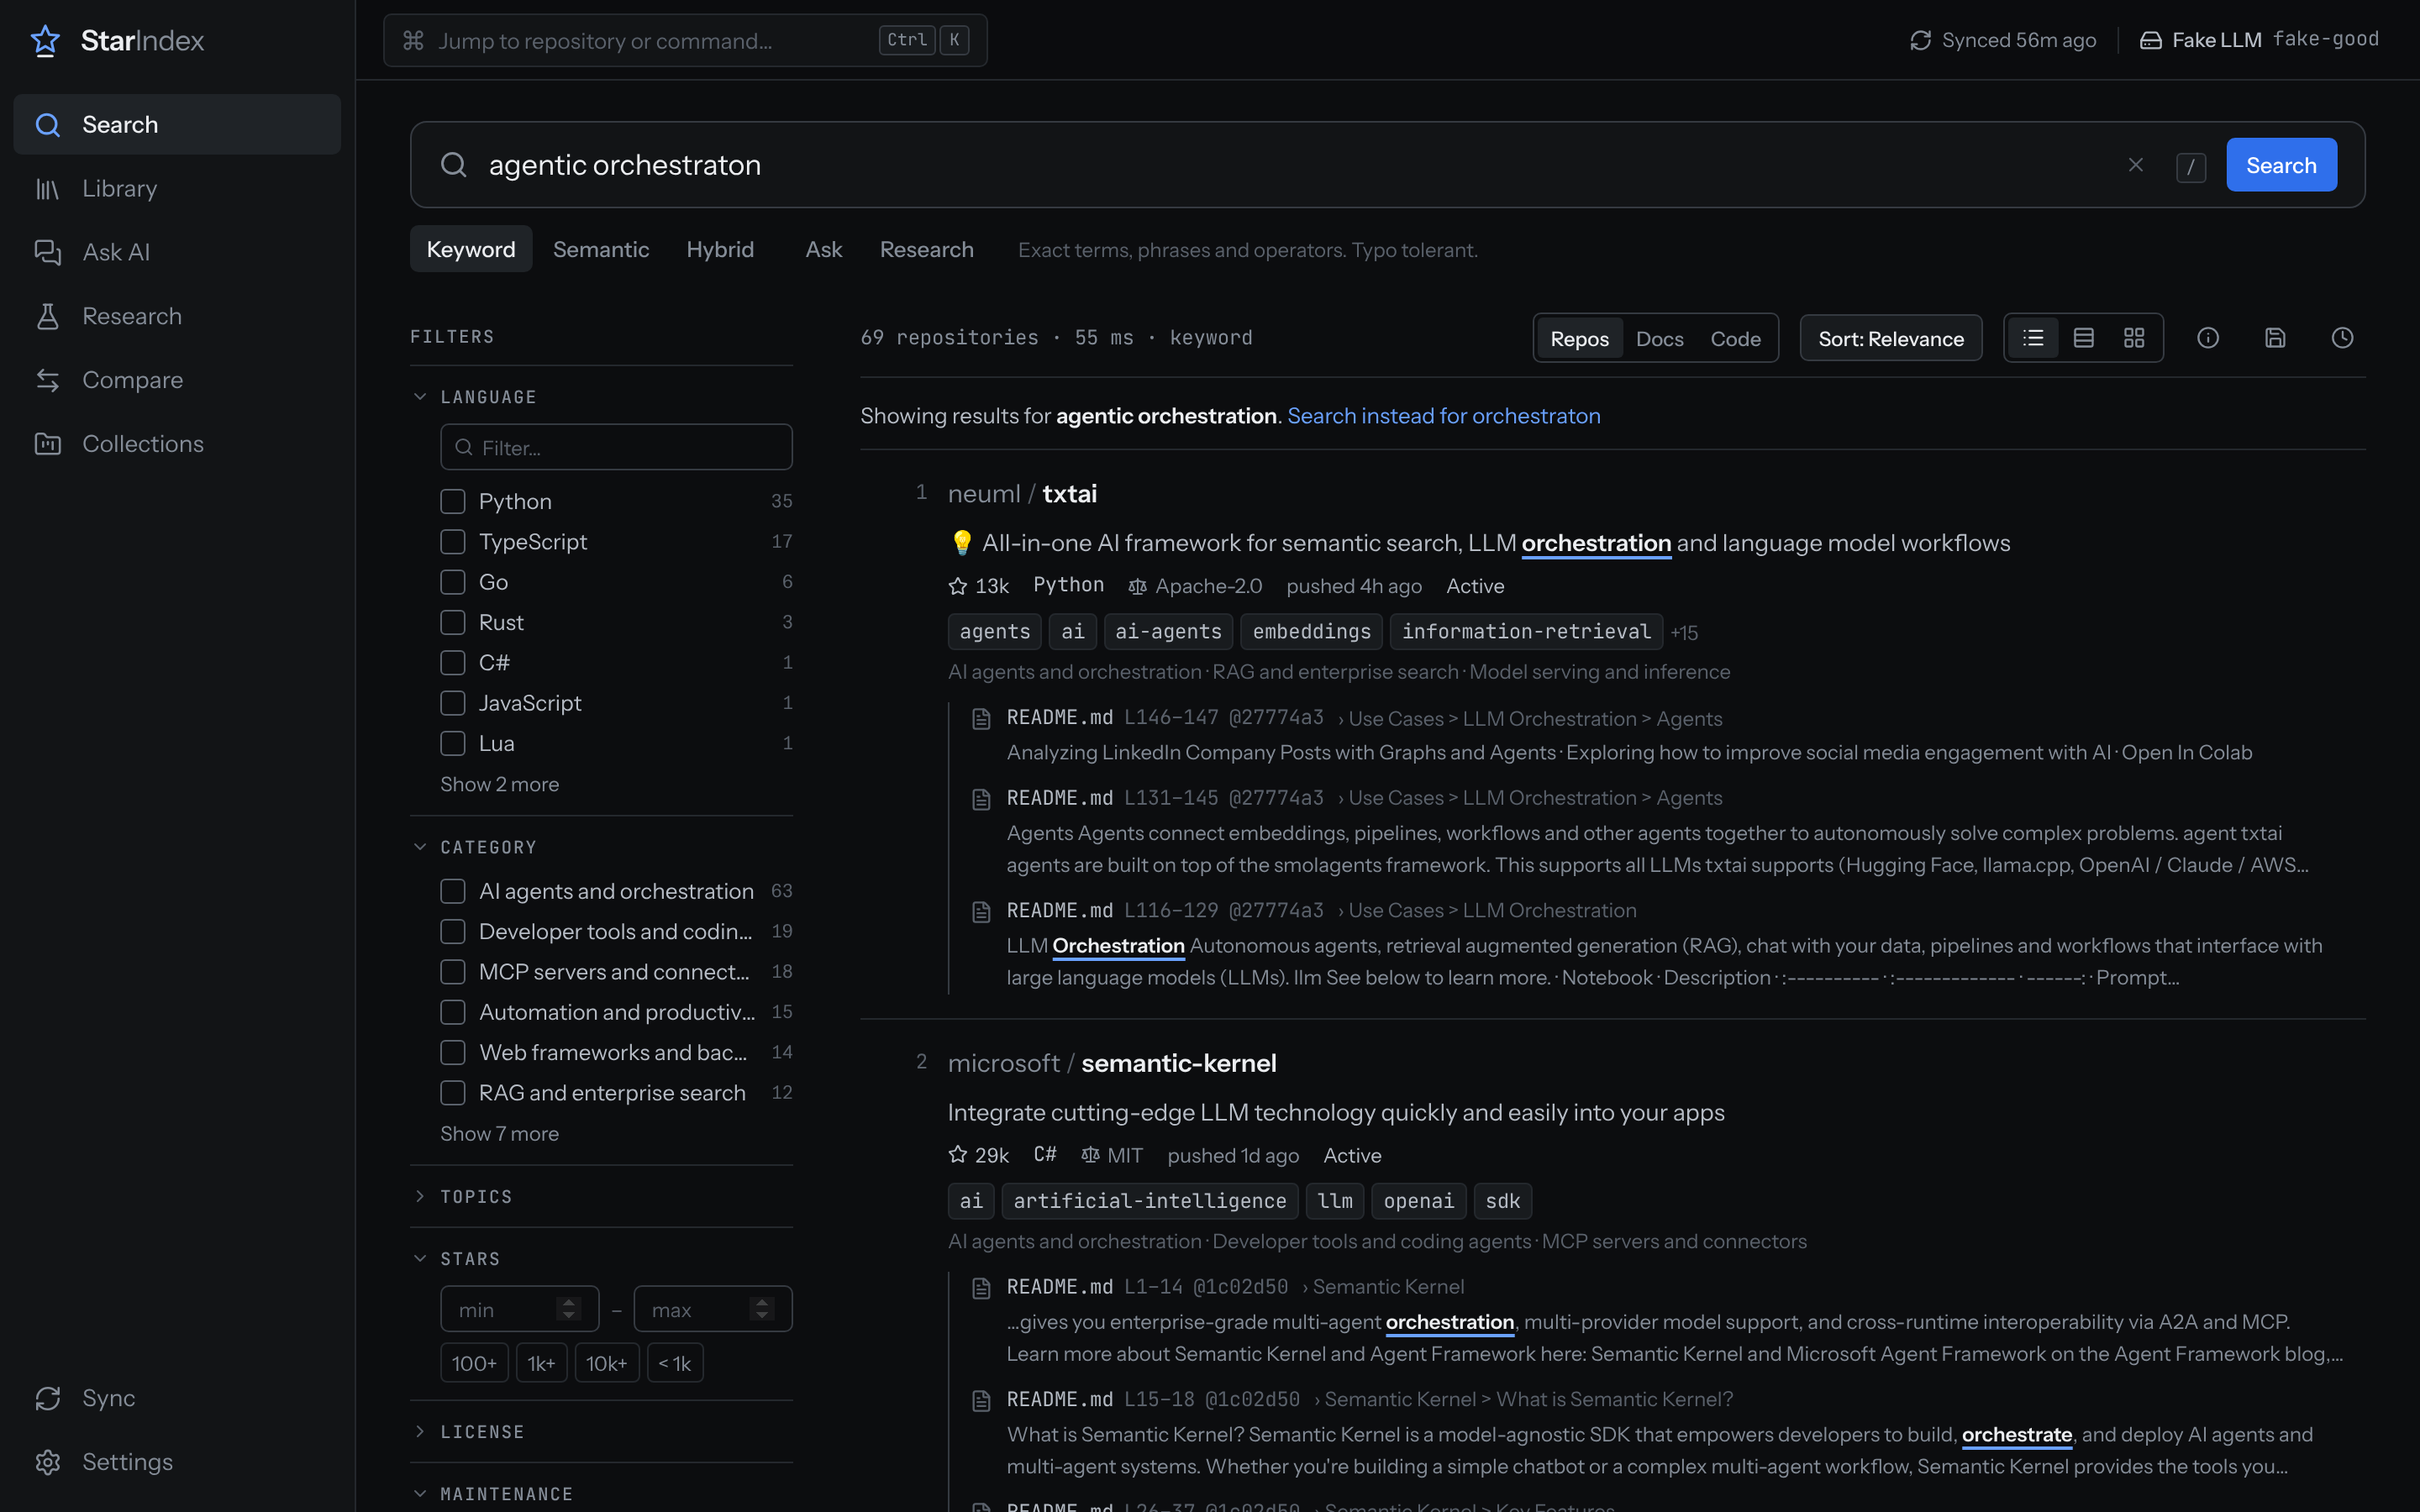 StarIndex
Jump to repository or command...
Ctrl K
Synced 56m ago
Fake LLM fake-good
Search
Library
Ask AI
Research
Compare
Collections
Sync
Settings
agentic orchestraton
/
Search
Keyword Semantic Hybrid Ask Research Exact terms, phrases and operators. Typo tolerant.
FILTERS
LANGUAGE
Filter...
Python 35
TypeScript 17
Go 6
Rust 3
C# 1
JavaScript 1
Lua 1
Show 2 more
CATEGORY
AI agents and orchestration 63
Developer tools and codin... 19
MCP servers and connect... 18
Automation and productiv... 15
Web frameworks and bac... 14
RAG and enterprise search 12
Show 7 more
TOPICS
STARS
min – max
100+ 1k+ 10k+ < 1k
LICENSE
MAINTENANCE
69 repositories · 55 ms · keyword
Repos Docs Code
Sort: Relevance
Showing results for agentic orchestration. Search instead for orchestraton
1 neuml / txtai
💡 All-in-one AI framework for semantic search, LLM orchestration and language model workflows
13k Python Apache-2.0 pushed 4h ago Active
agents ai ai-agents embeddings information-retrieval +15
AI agents and orchestration · RAG and enterprise search · Model serving and inference
README.md L146–147 @27774a3 › Use Cases > LLM Orchestration > Agents
Analyzing LinkedIn Company Posts with Graphs and Agents · Exploring how to improve social media engagement with AI · Open In Colab
README.md L131–145 @27774a3 › Use Cases > LLM Orchestration > Agents
Agents Agents connect embeddings, pipelines, workflows and other agents together to autonomously solve complex problems. agent txtai
agents are built on top of the smolagents framework. This supports all LLMs txtai supports (Hugging Face, llama.cpp, OpenAI / Claude / AWS...
README.md L116–129 @27774a3 › Use Cases > LLM Orchestration
LLM Orchestration Autonomous agents, retrieval augmented generation (RAG), chat with your data, pipelines and workflows that interface with
large language models (LLMs). llm See below to learn more. · Notebook · Description · :---------- · :------------- · ------: · Prompt...
2 microsoft / semantic-kernel
Integrate cutting-edge LLM technology quickly and easily into your apps
29k C# MIT pushed 1d ago Active
ai artificial-intelligence llm openai sdk
AI agents and orchestration · Developer tools and coding agents · MCP servers and connectors
README.md L1–14 @1c02d50 › Semantic Kernel
...gives you enterprise-grade multi-agent orchestration, multi-provider model support, and cross-runtime interoperability via A2A and MCP.
Learn more about Semantic Kernel and Agent Framework here: Semantic Kernel and Microsoft Agent Framework on the Agent Framework blog,...
README.md L15–18 @1c02d50 › Semantic Kernel > What is Semantic Kernel?
What is Semantic Kernel? Semantic Kernel is a model-agnostic SDK that empowers developers to build, orchestrate, and deploy AI agents and
multi-agent systems. Whether you're building a simple chatbot or a complex multi-agent workflow, Semantic Kernel provides the tools you...
README.md L26–37 @1c02d50 › Semantic Kernel > Key Features